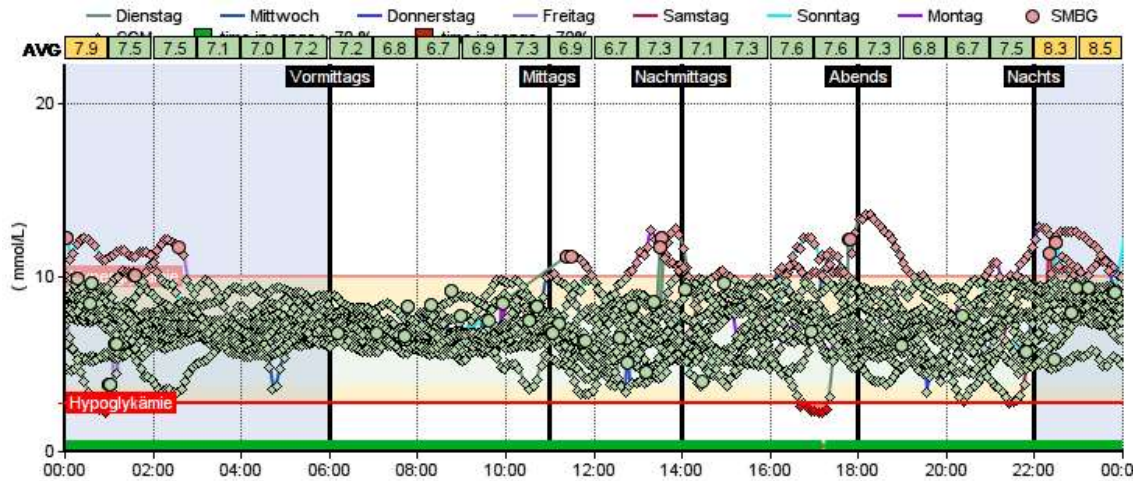 Dienstag Mittwoch Donnerstag Freitag Samstag Sonntag Montag SMBG
AVG 7.9 7.5 7.5 7.1 7.0 7.2 7.2 6.8 6.7 6.9 7.3 6.9 6.7 7.3 7.1 7.3 7.6 7.6 7.3 6.8 6.7 7.5 8.3 8.5
Vormittags Mittags Nachmittags Abends Nachts
20
( mmol/L)
10
Hypoglykämie
0
00:00 02:00 04:00 06:00 08:00 10:00 12:00 14:00 16:00 18:00 20:00 22:00 00:0